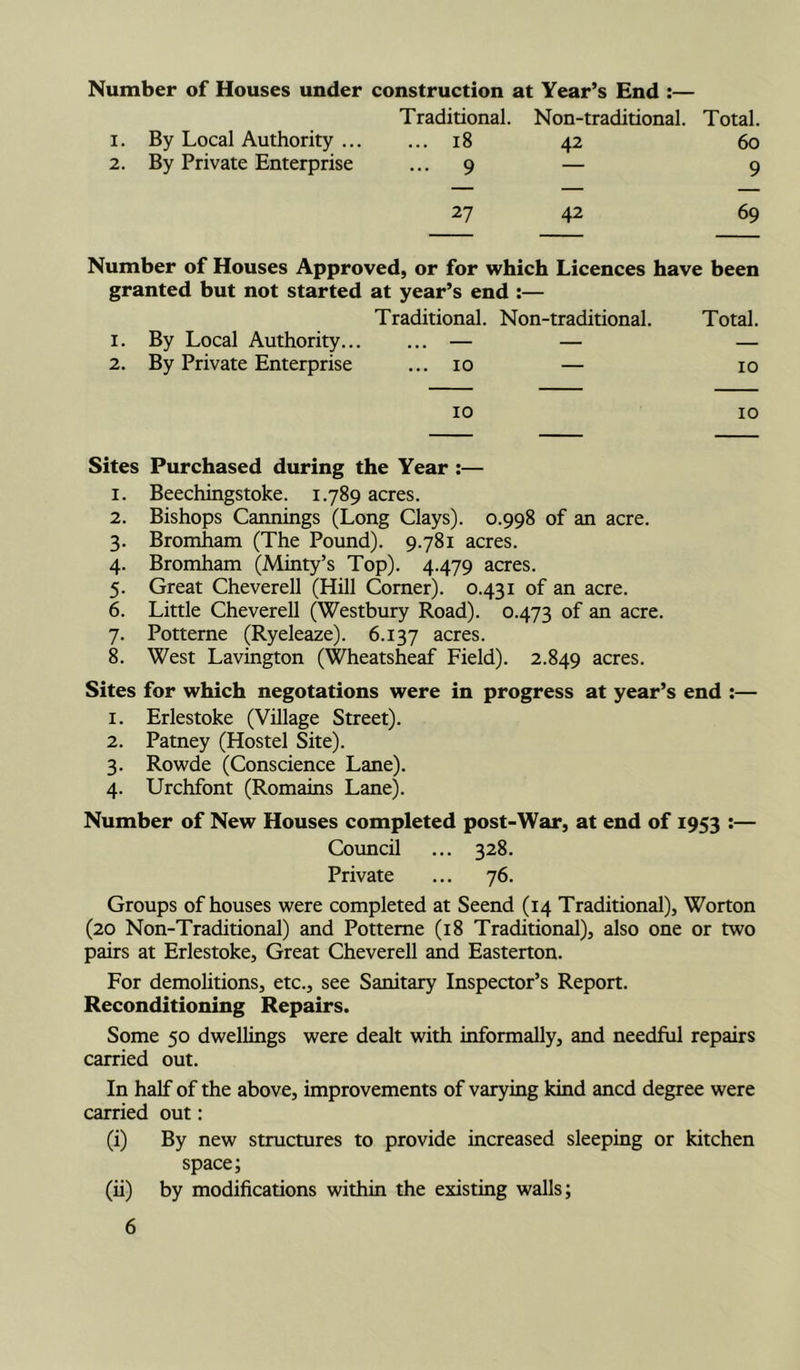 Number of Houses under construction at Year's End :—
Traditional. Non-traditional. Total.
1. By Local Authority ... ... 18 42 60
2. By Private Enterprise ... 9 — 9
— — —
27 42 69
Number of Houses Approved, or for which Licences have been
granted but not started at year's end :—
Traditional. Non-traditional. Total.
1. By Local Authority... ... — — —
2. By Private Enterprise ... 10 — 10
10 10
Sites Purchased during the Year :—
1. Beechingstoke. 1.789 acres.
2. Bishops Cannings (Long Clays). 0.998 of an acre.
3. Bromham (The Pound). 9.781 acres.
4. Bromham (Minty's Top). 4.479 acres.
5. Great Cheverell (Hill Corner). 0.431 of an acre.
6. Little Cheverell (Westbury Road). 0.473 of an acre.
7. Potterne (Ryeleaze). 6.137 acres.
8. West Lavington (Wheatsheaf Field). 2.849 acres.
Sites for which negotations were in progress at year's end :—
1. Erlestoke (Village Street).
2. Patney (Hostel Site).
3. Rowde (Conscience Lane).
4. Urchfont (Romains Lane).
Number of New Houses completed post-War, at end of 1953 :—
Council ... 328.
Private ... 76.
Groups of houses were completed at Seend (14 Traditional), Worton
(20 Non-Traditional) and Potterne (18 Traditional), also one or two
pairs at Erlestoke, Great Cheverell and Easterton.
For demolitions, etc., see Sanitary Inspector's Report.
Reconditioning Repairs.
Some 50 dwellings were dealt with informally, and needful repairs
carried out.
In half of the above, improvements of varying kind ancd degree were
carried out :
(i) By new structures to provide increased sleeping or kitchen
space;
(ii) by modifications within the existing walls;
6